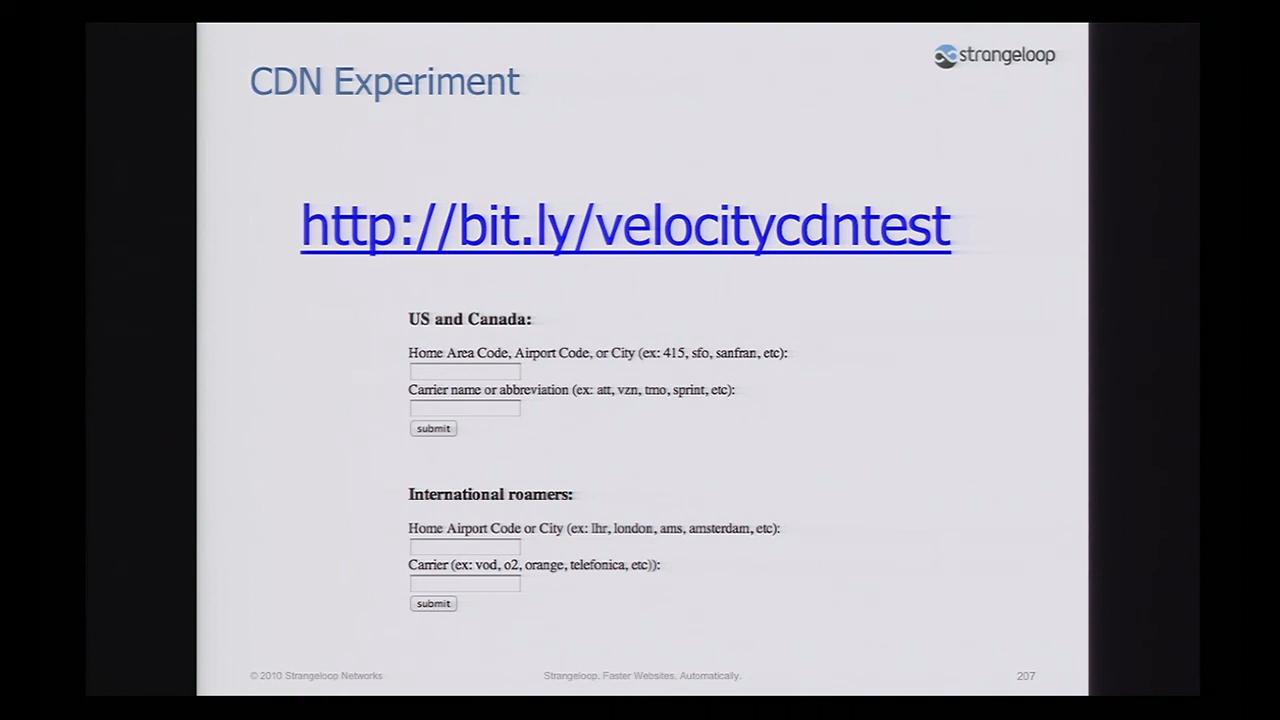 strangeloop
CDN Experiment
http://bit.ly/velocitycdntest
US and Canada:
Home Area Code, Airport Code, or City (ex: 415, sfo, sanfran, etc):
Carrier name or abbreviation (ex: att, vzn, tmo, sprint, etc):
submit
International roamers:
Home Airport Code or City (ex: lhr, london, ams, amsterdam, etc):
Carrier (ex: vod, o2, orange, telefonica, etc)):
submit
© 2010 Strangeloop Networks
Strangeloop. Faster Websites. Automatically.
207